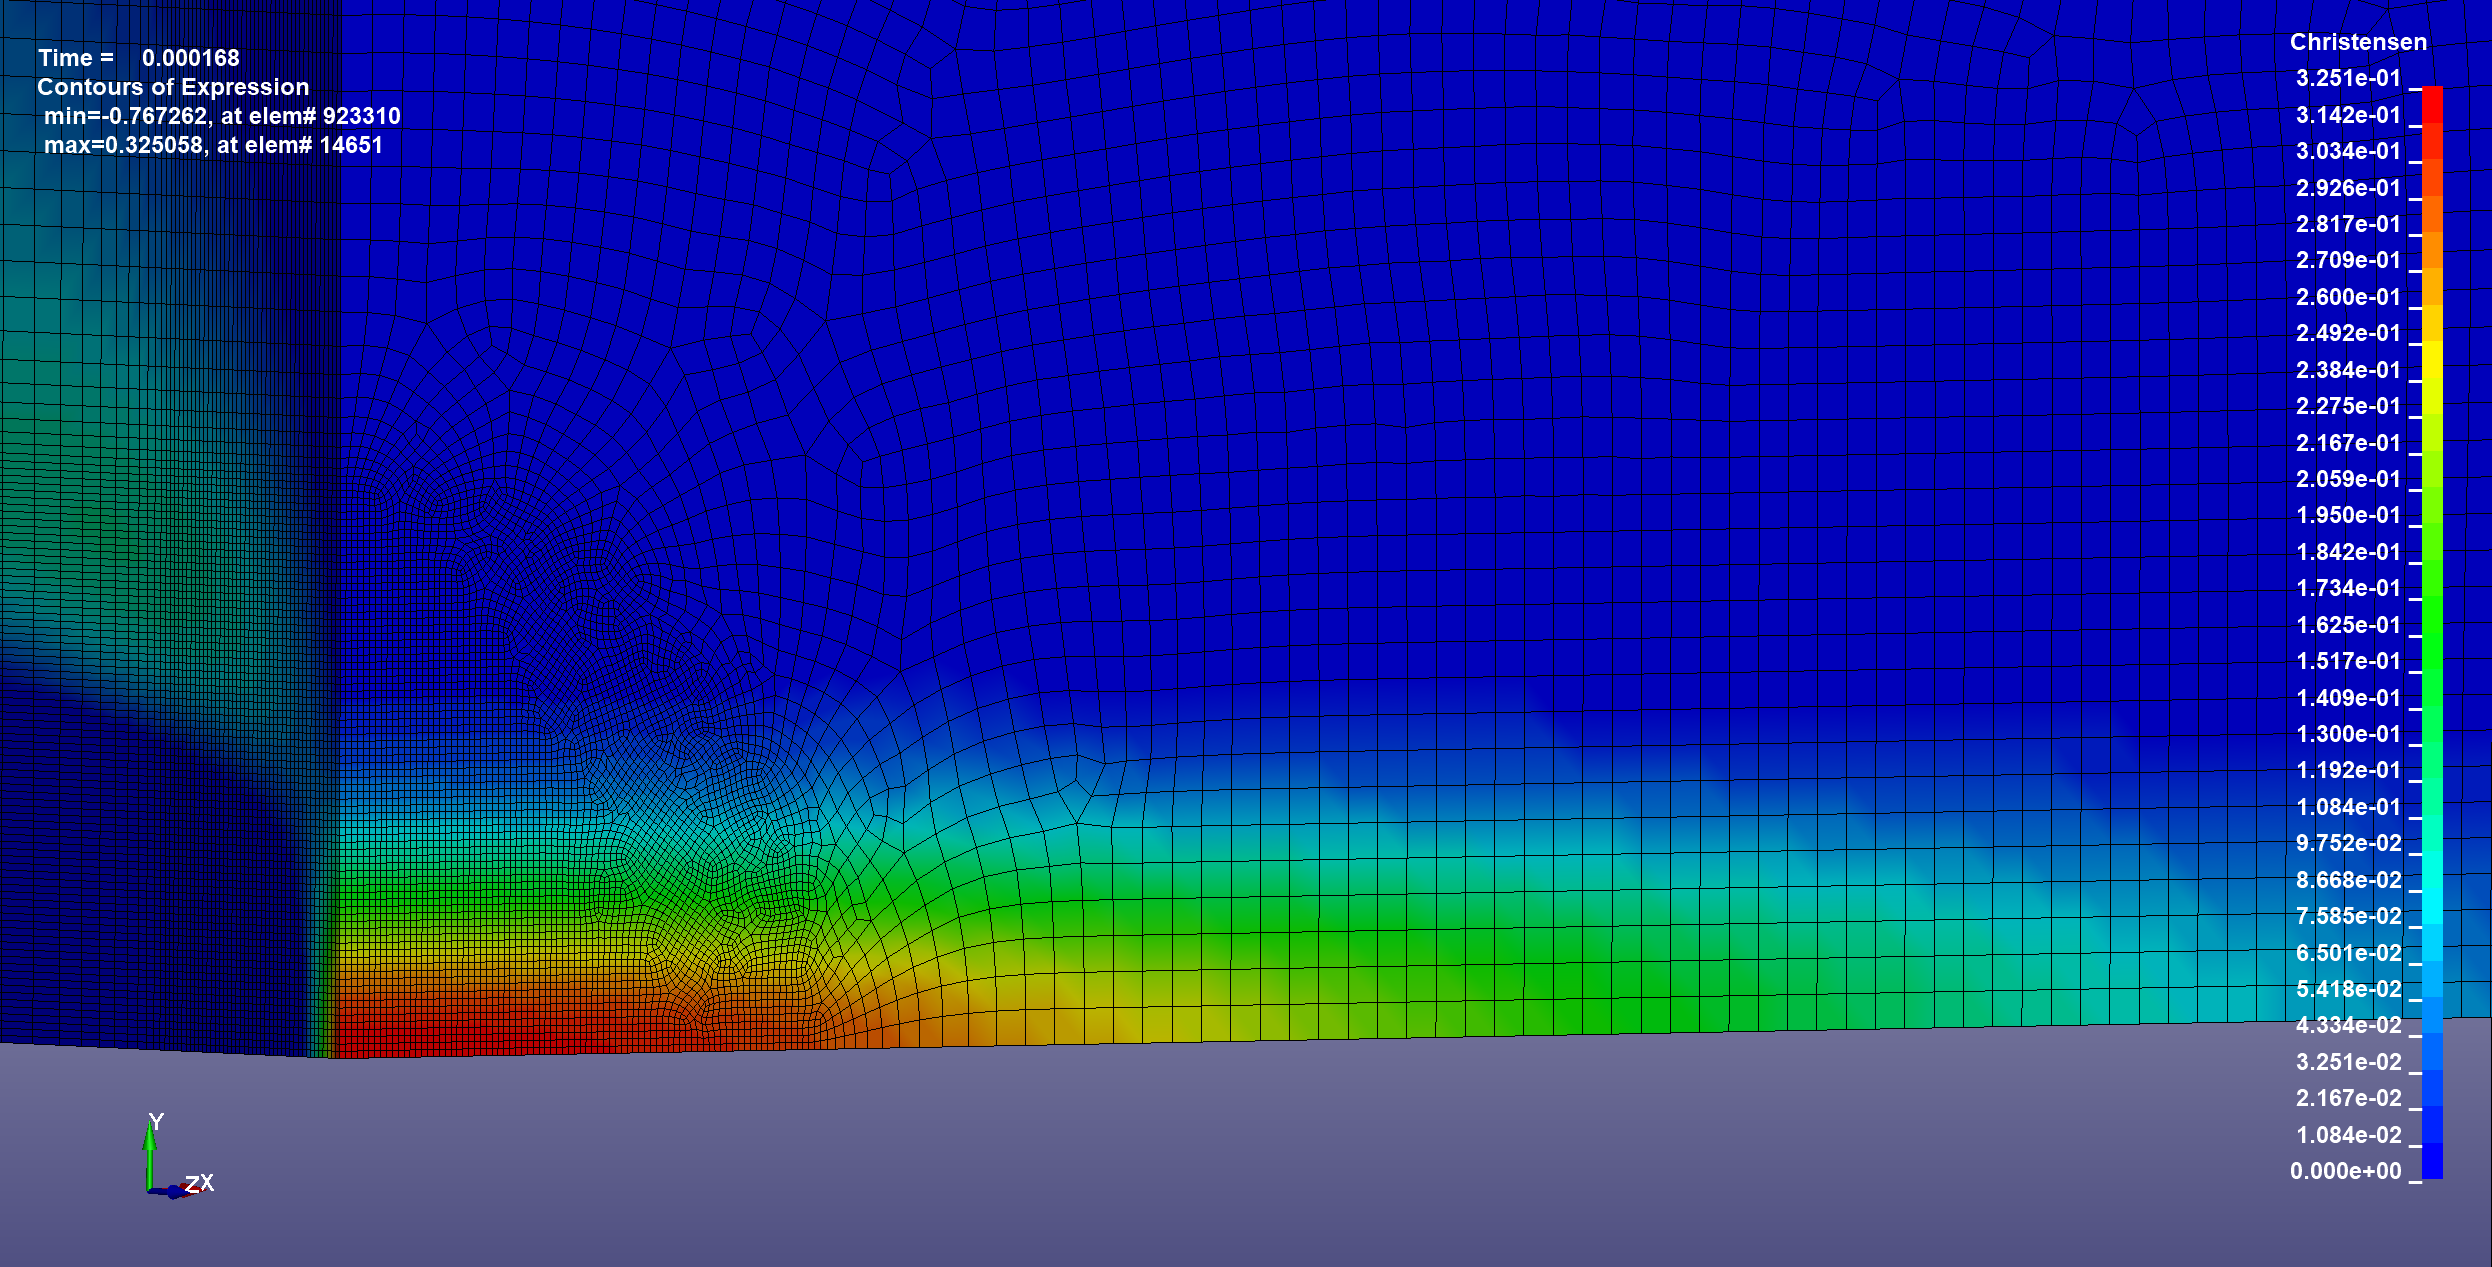 Time = 0.000168
Contours of Expression
min=-0.767262, at elem# 923310
max=0.325058, at elem# 14651
Christensen
3.251e-01
3.142e-01
3.034e-01
2.926e-01
2.817e-01
2.709e-01
2.600e-01
2.492e-01
2.384e-01
2.275e-01
2.167e-01
2.059e-01
1.950e-01
1.842e-01
1.734e-01
1.625e-01
1.517e-01
1.409e-01
1.300e-01
1.192e-01
1.084e-01
9.752e-02
8.668e-02
7.585e-02
6.501e-02
5.418e-02
4.334e-02
3.251e-02
2.167e-02
1.084e-02
0.000e+00
Y
ZX